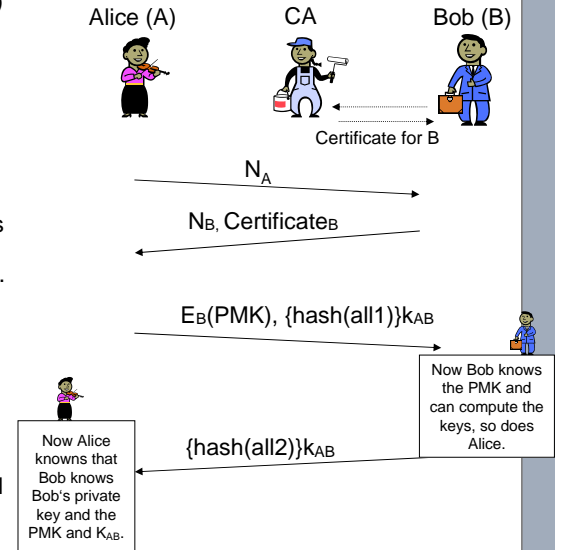 )
Alice (A)
CA
Bob (B)
Certificate for B
NA
s
NB, CertificateB
.
EB(PMK), {hash(all1)}kAB
Now Bob knows
the PMK and
can compute the
keys, so does
Alice.
Now Alice
knowns that
Bob knows
Bob‘s private
key and the
PMK and KAB.
{hash(all2)}kAB